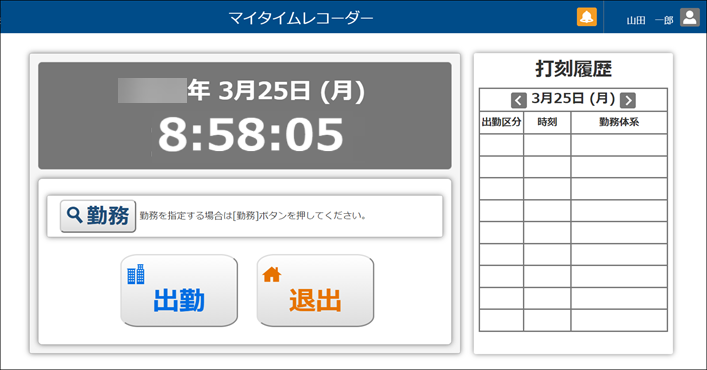 マイタイムレコーダー
山田 一郎
年 3月25日 (月)
8:58:05
勤務
勤務を指定する場合は[勤務]ボタンを押してください。
出勤
退出
打刻履歴
3月25日 (月)
出勤区分 時刻 勤務体系